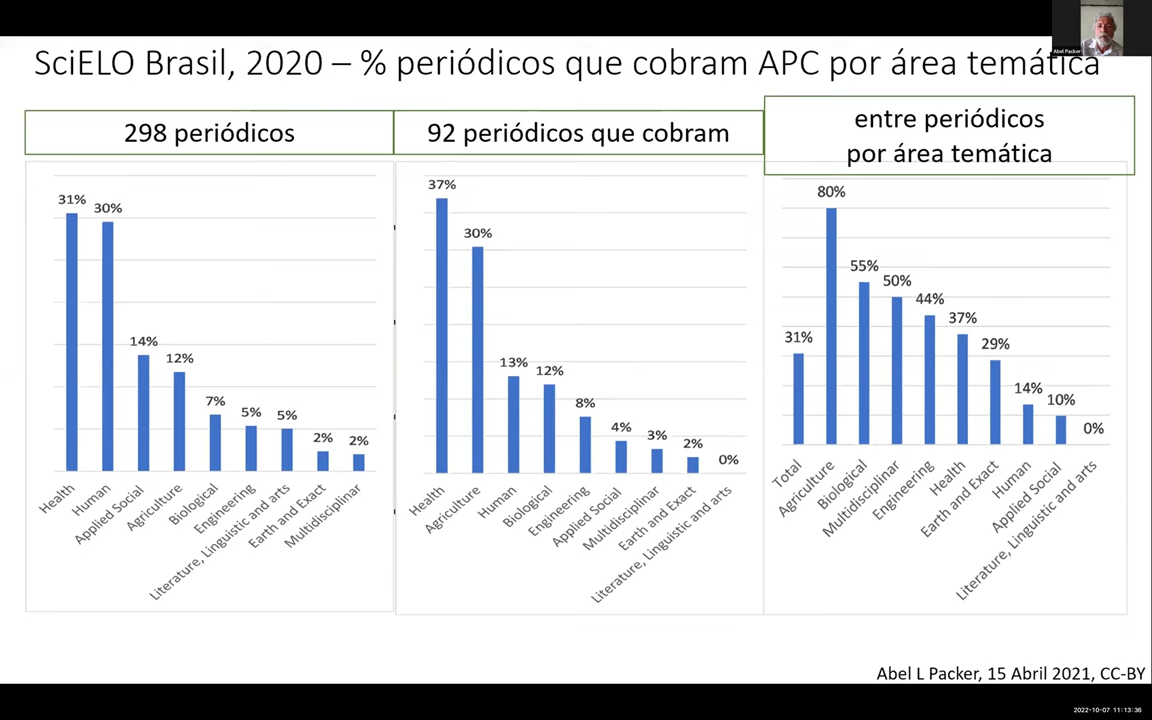 Abel Packer
SciELO Brasil, 2020 – % periódicos que cobram APC por área temática
298 periódicos
31%
30%
14%
12%
7%
5%
5%
2%
2%
Health
Human
Applied Social
Agriculture
Biological
Engineering
Literature, Linguistic and arts
Earth and Exact
Multidisciplinar
92 periódicos que cobram
37%
30%
13%
12%
8%
4%
3%
2%
0%
Health
Agriculture
Human
Biological
Engineering
Applied Social
Multidisciplinar
Earth and Exact
Literature, Linguistic and arts
entre periódicos
por área temática
31%
80%
55%
50%
44%
37%
29%
14%
10%
0%
Total
Agriculture
Biological
Multidisciplinar
Engineering
Health
Earth and Exact
Human
Applied Social
Literature, Linguistic and arts
Abel L Packer, 15 Abril 2021, CC-BY
2022-10-07 11:13:36